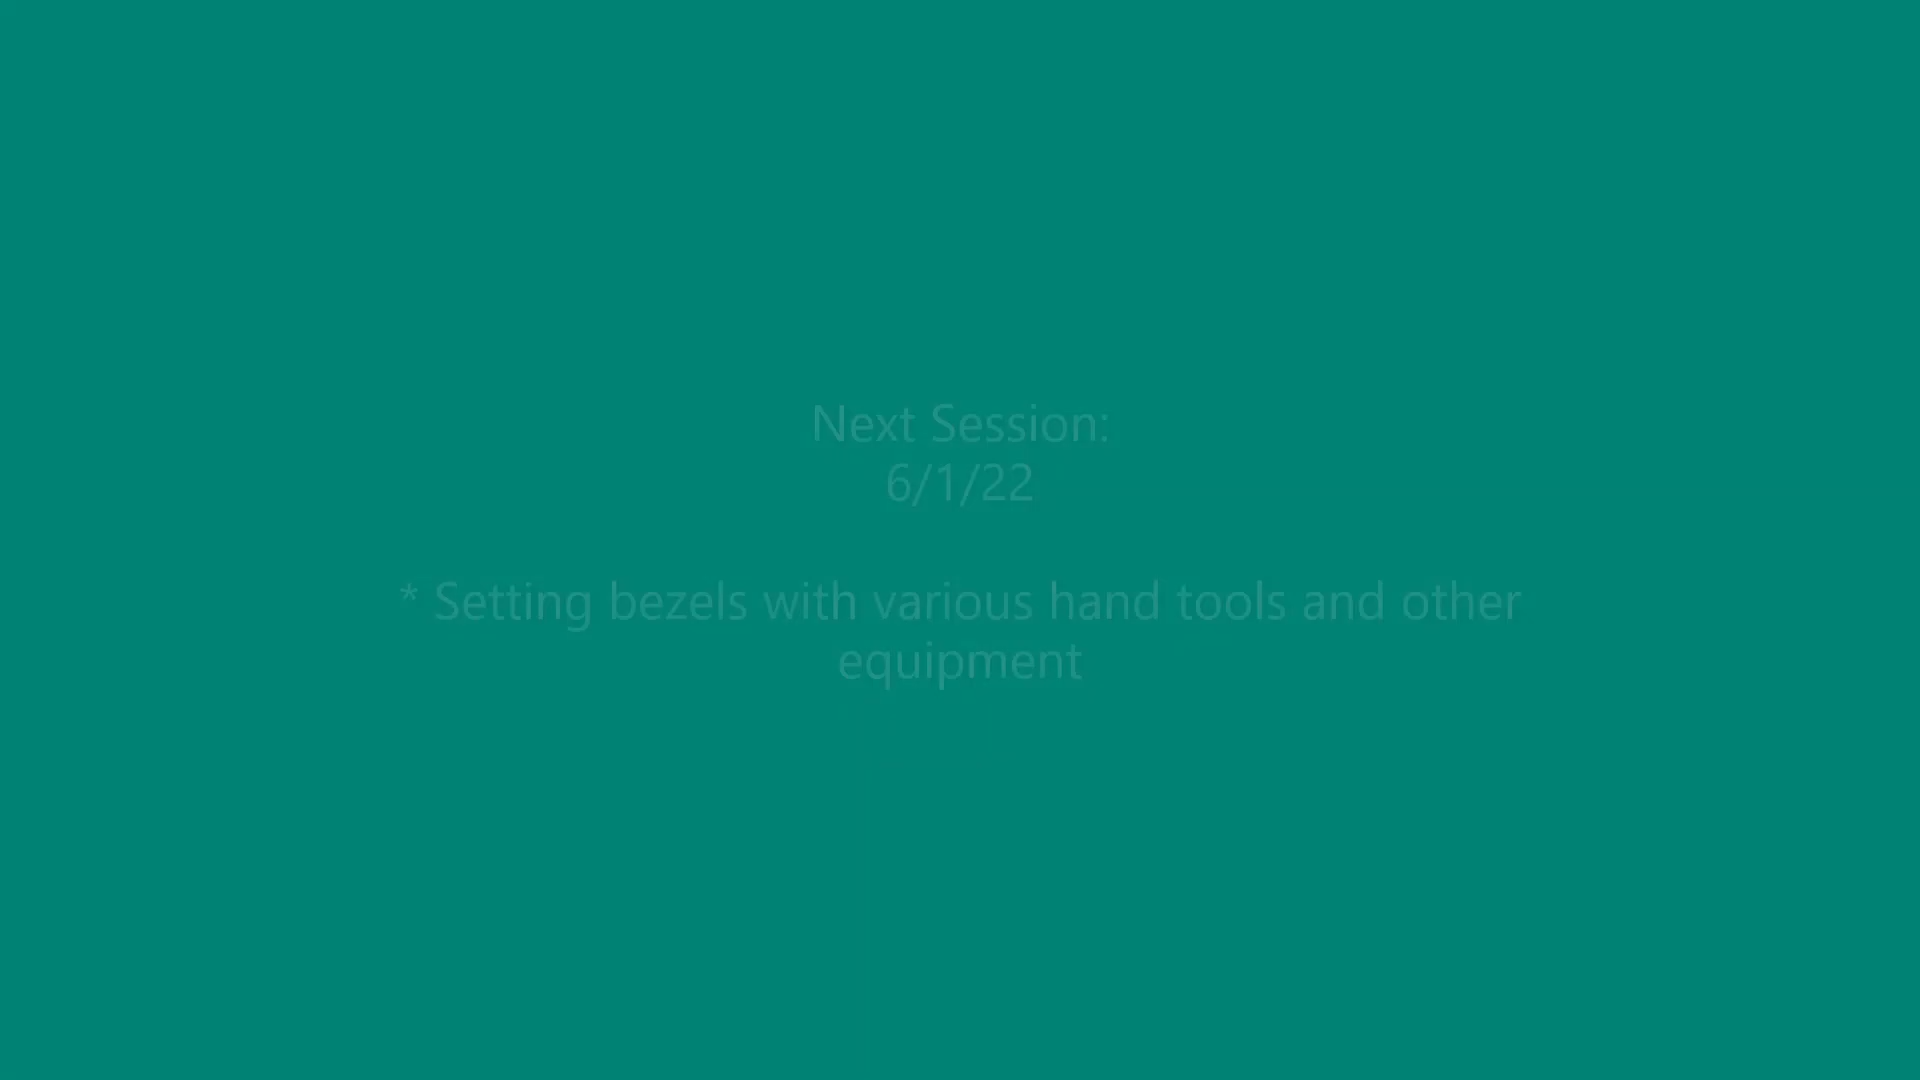 Next Session:
6/1/22
* Setting bezels with various hand tools and other
equipment